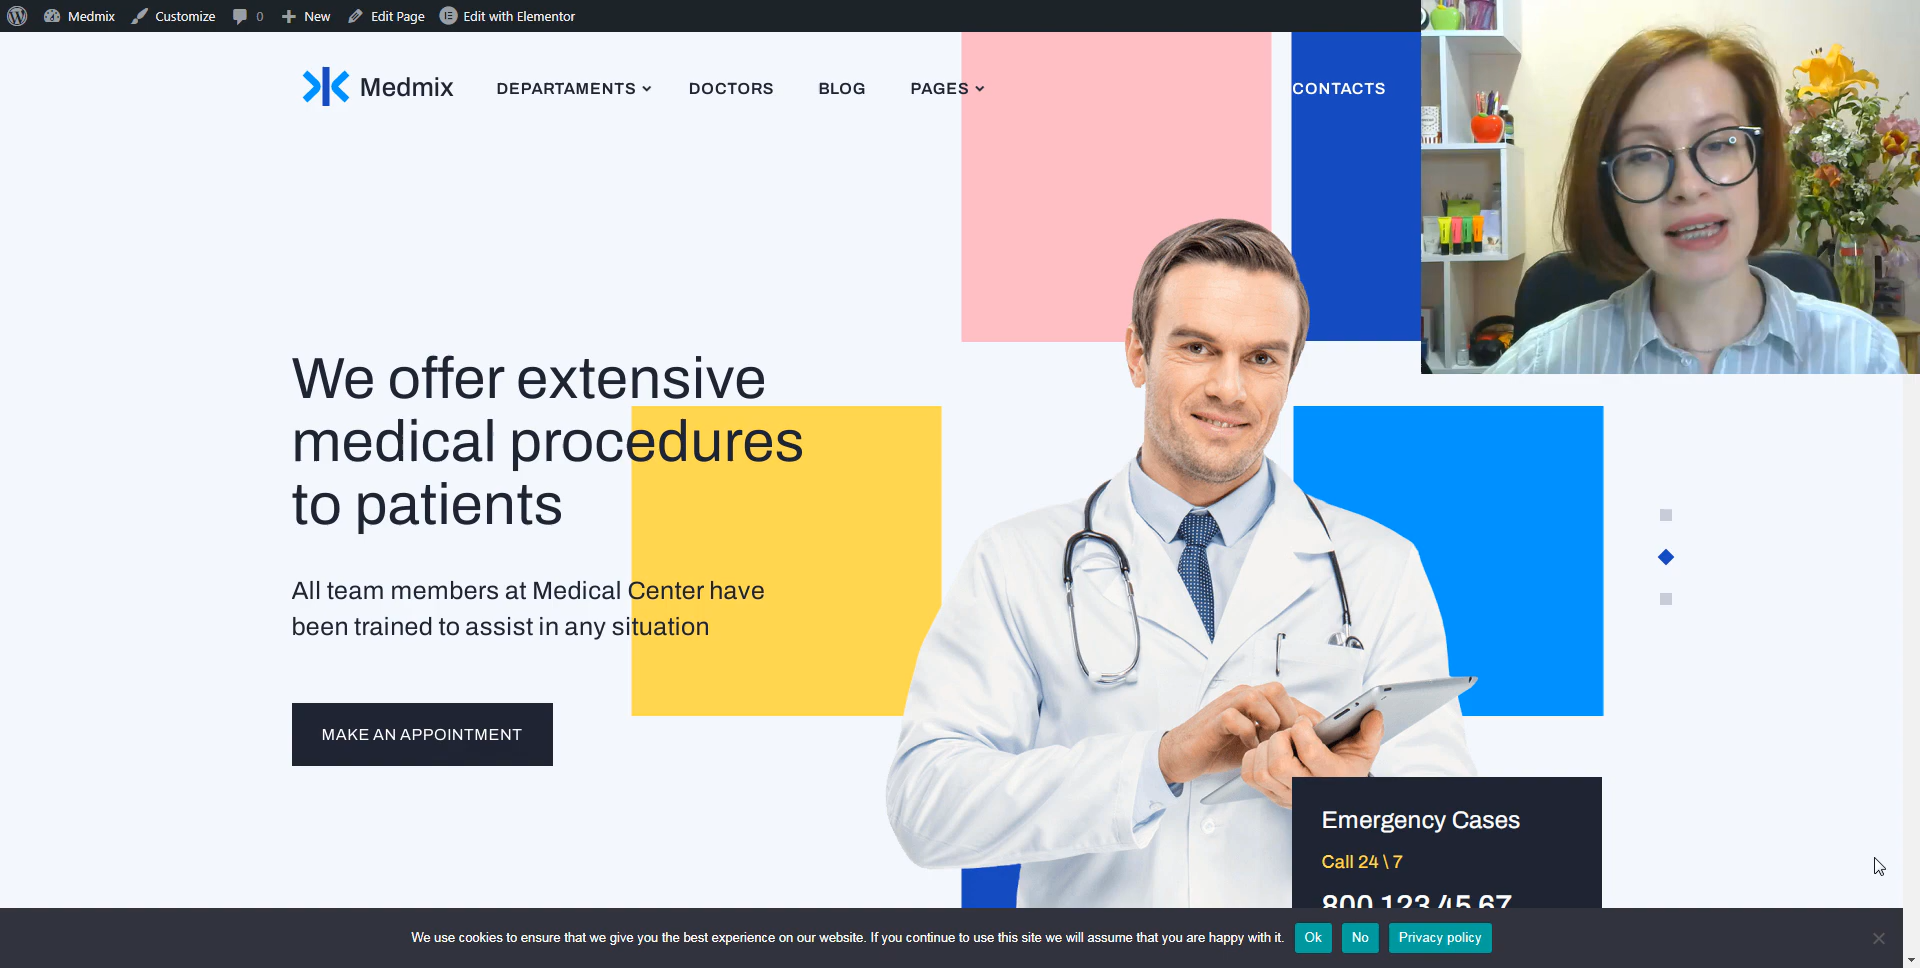 Medmix Customize 0 New Edit Page Edit with Elementor
Medmix DEPARTAMENTS DOCTORS BLOG PAGES CONTACTS
We offer extensive
medical procedures
to patients
All team members at Medical Center have
been trained to assist in any situation
MAKE AN APPOINTMENT
Emergency Cases
Call 24 \ 7
800 123 45 67
We use cookies to ensure that we give you the best experience on our website. If you continue to use this site we will assume that you are happy with it. Ok No Privacy policy